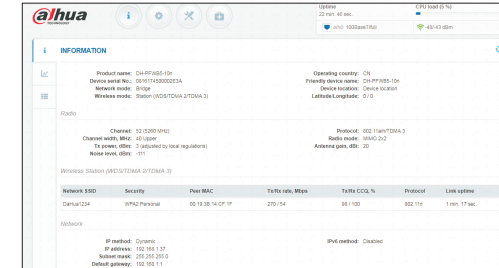 alhua
TECHNOLOGY
Uptime
22 min. 46 sec.
CPU load (5 %)
eth0: 100BaseT/full
-48/-43 dBm
INFORMATION
Product name: DH-PFWB5-10n
Device serial No.:
Network mode: Bridge
Wireless mode: Station (WDS/TDMA 2/TDMA 3)
Operating country: CN
Friendly device name: DH-PFWB5-10n
Device location: Device location
Latitude/Longitude: 0 / 0
Radio
Channel: 52 (5260 MHz)
Channel width, MHz: 40 Upper
Tx power, dBm: 3 (adjusted by local regulations)
Noise level, dBm: -111
Protocol: 802.11an/TDMA 3
Radio mode: MIMO 2x2
Antenna gain, dBi: 20
Wireless Station (WDS/TDMA 2/TDMA 3)
Network SSID Security Peer MAC Tx/Rx rate, Mbps Tx/Rx CCQ, % Protocol Link uptime
DaHua1234 WPA2 Personal 00:19:3B:14:CF:1F 270 / 54 98 / 100 802.11n 1 min. 17 sec.
Network
IP method: Dynamic
IP address: 192.168.1.37
Subnet mask: 255.255.255.0
Default gateway: 192.168.1.1
IPv6 method: Disabled